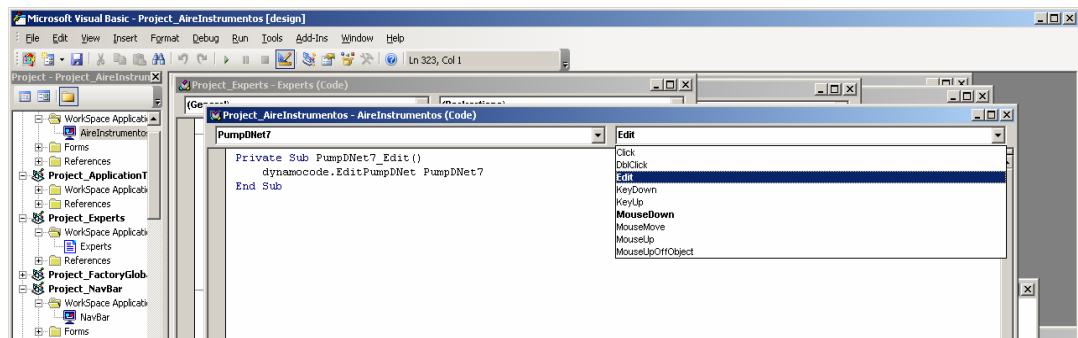 Microsoft Visual Basic - Project_AireInstrumentos [design]
File Edit View Insert Format Debug Run Tools Add-Ins Window Help
Ln 323, Col 1
Project - Project_AireInstrun
Project_Experts - Experts (Code)
(General) (Declarations)
Project_AireInstrumentos - AireInstrumentos (Code)
PumpDNet7 Edit
WorkSpace Applicati
AireInstrumentos
Forms
References
Project_ApplicationT
WorkSpace Applicati
References
Project_Experts
WorkSpace Applicati
Experts
References
Project_FactoryGlob
Project_NavBar
WorkSpace Applicati
NavBar
Forms
Private Sub PumpDNet7_Edit()
dynamocode.EditPumpDNet PumpDNet7
End Sub
Click
DblClick
Edit
KeyDown
KeyUp
MouseDown
MouseMove
MouseUp
MouseUpOffObject